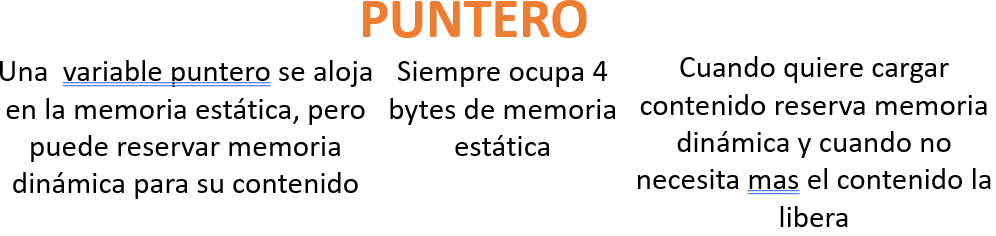 PUNTERO
Una variable puntero se aloja
en la memoria estática, pero
puede reservar memoria
dinámica para su contenido
Siempre ocupa 4
bytes de memoria
estática
Cuando quiere cargar
contenido reserva memoria
dinámica y cuando no
necesita mas el contenido la
libera